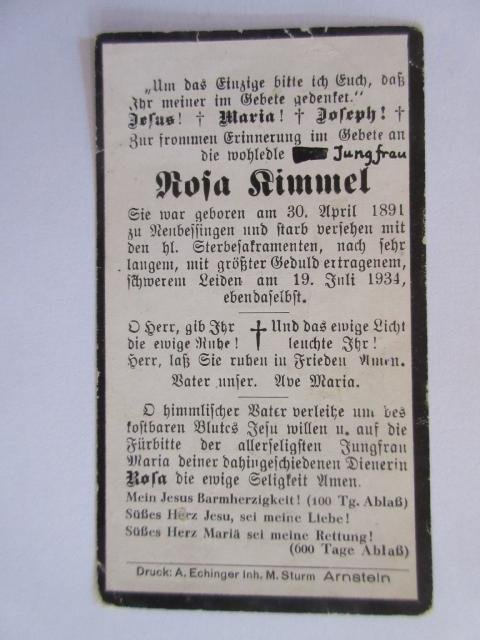 „Um das Einzige bitte ich Euch, daß
Ihr meiner im Gebete gedenket.“
Jesus! † Maria! † Joseph! †
Zur frommen Erinnerung im Gebete an
die wohledle Jungfrau
Rosa Kimmel
Sie war geboren am 30. April 1891
zu Neubessingen und starb versehen mit
den hl. Sterbesakramenten, nach sehr
langem, mit größter Geduld ertragenem,
schwerem Leiden am 19. Juli 1934,
ebendaselbst.
O Herr, gib Ihr † Und das ewige Licht
die ewige Ruhe! leuchte Ihr!
Herr, laß Sie ruhen in Frieden Amen.
Vater unser. Ave Maria.
O himmlischer Vater verleihe um des
kostbaren Blutes Jesu willen u. auf die
Fürbitte der allerseligsten Jungfrau
Maria deiner dahingeschiedenen Dienerin
Rosa die ewige Seligkeit Amen.
Mein Jesus Barmherzigkeit! (100 Tg. Ablaß)
Süßes Herz Jesu, sei meine Liebe!
Süßes Herz Mariä sei meine Rettung!
(600 Tage Ablaß)
Druck: A. Echinger Inh. M. Sturm Arnstein